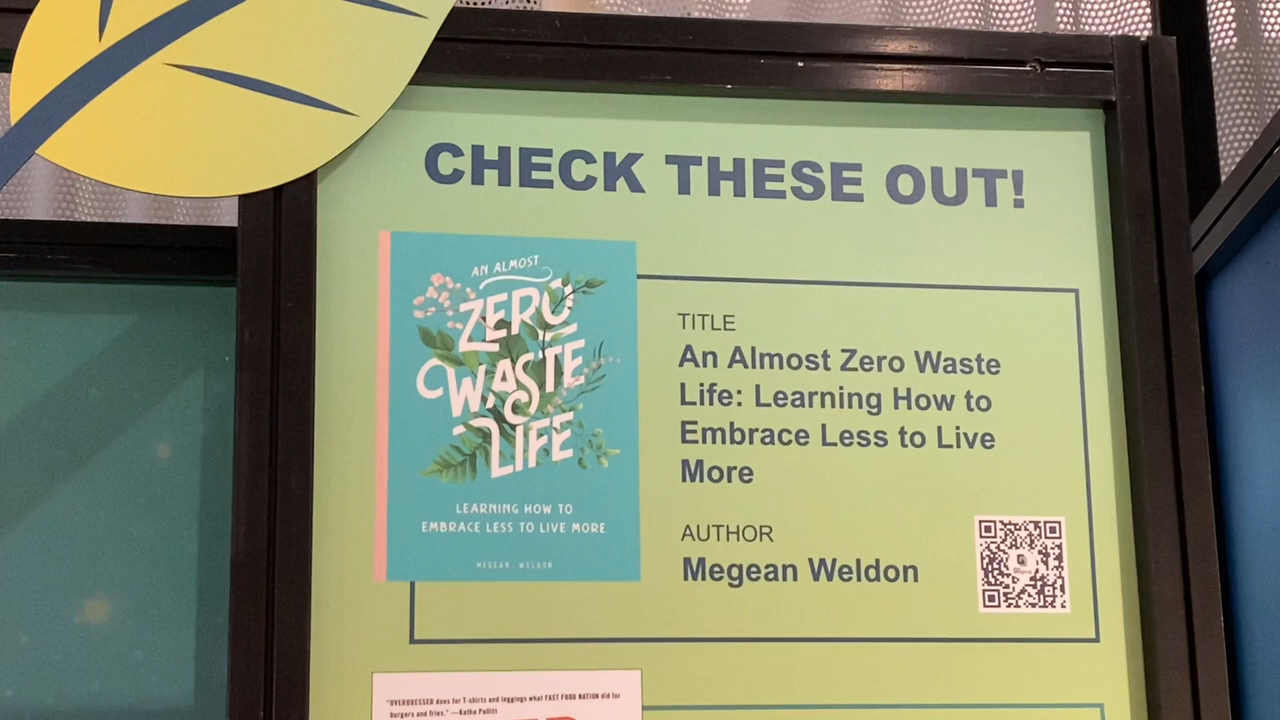 CHECK THESE OUT!
AN ALMOST
ZERO
WASTE
LIFE
LEARNING HOW TO
EMBRACE LESS TO LIVE MORE
MEGEAN WELDON
TITLE
An Almost Zero Waste
Life: Learning How to
Embrace Less to Live
More
AUTHOR
Megean Weldon
"OVERDRESSED does for T-shirts and leggings what FAST FOOD NATION did for
burgers and fries." —Katha Pollitt